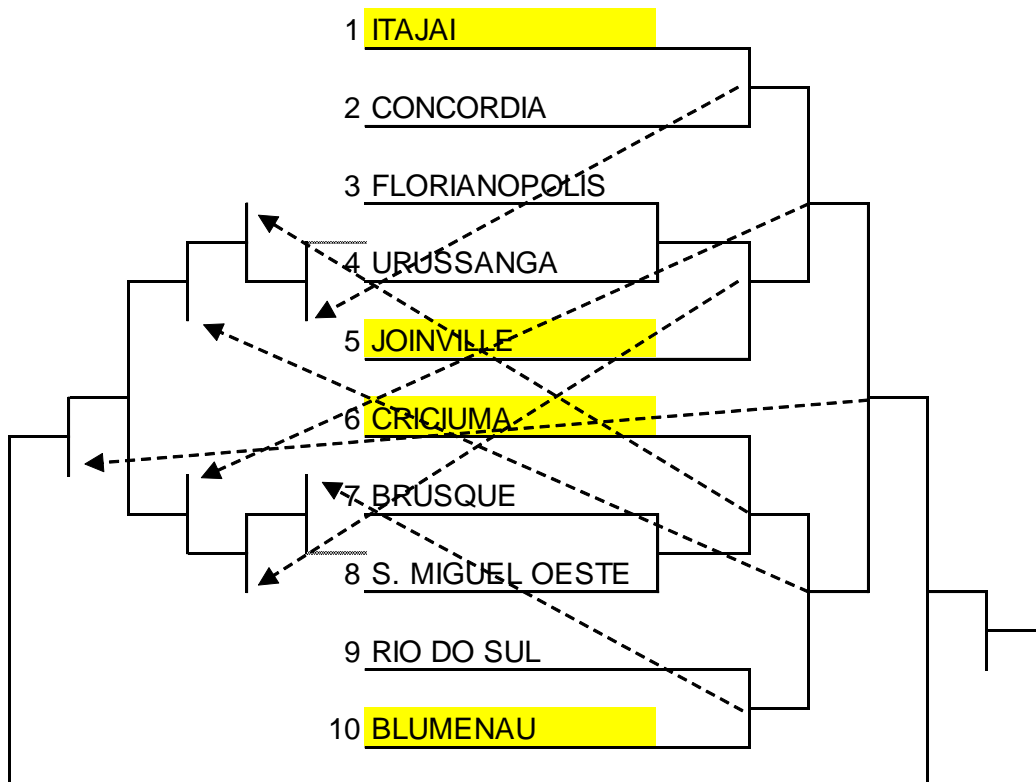 1 ITAJAI
2 CONCORDIA
3 FLORIANOPOLIS
4 URUSSANGA
5 JOINVILLE
6 CRICIUMA
7 BRUSQUE
8 S. MIGUEL OESTE
9 RIO DO SUL
10 BLUMENAU